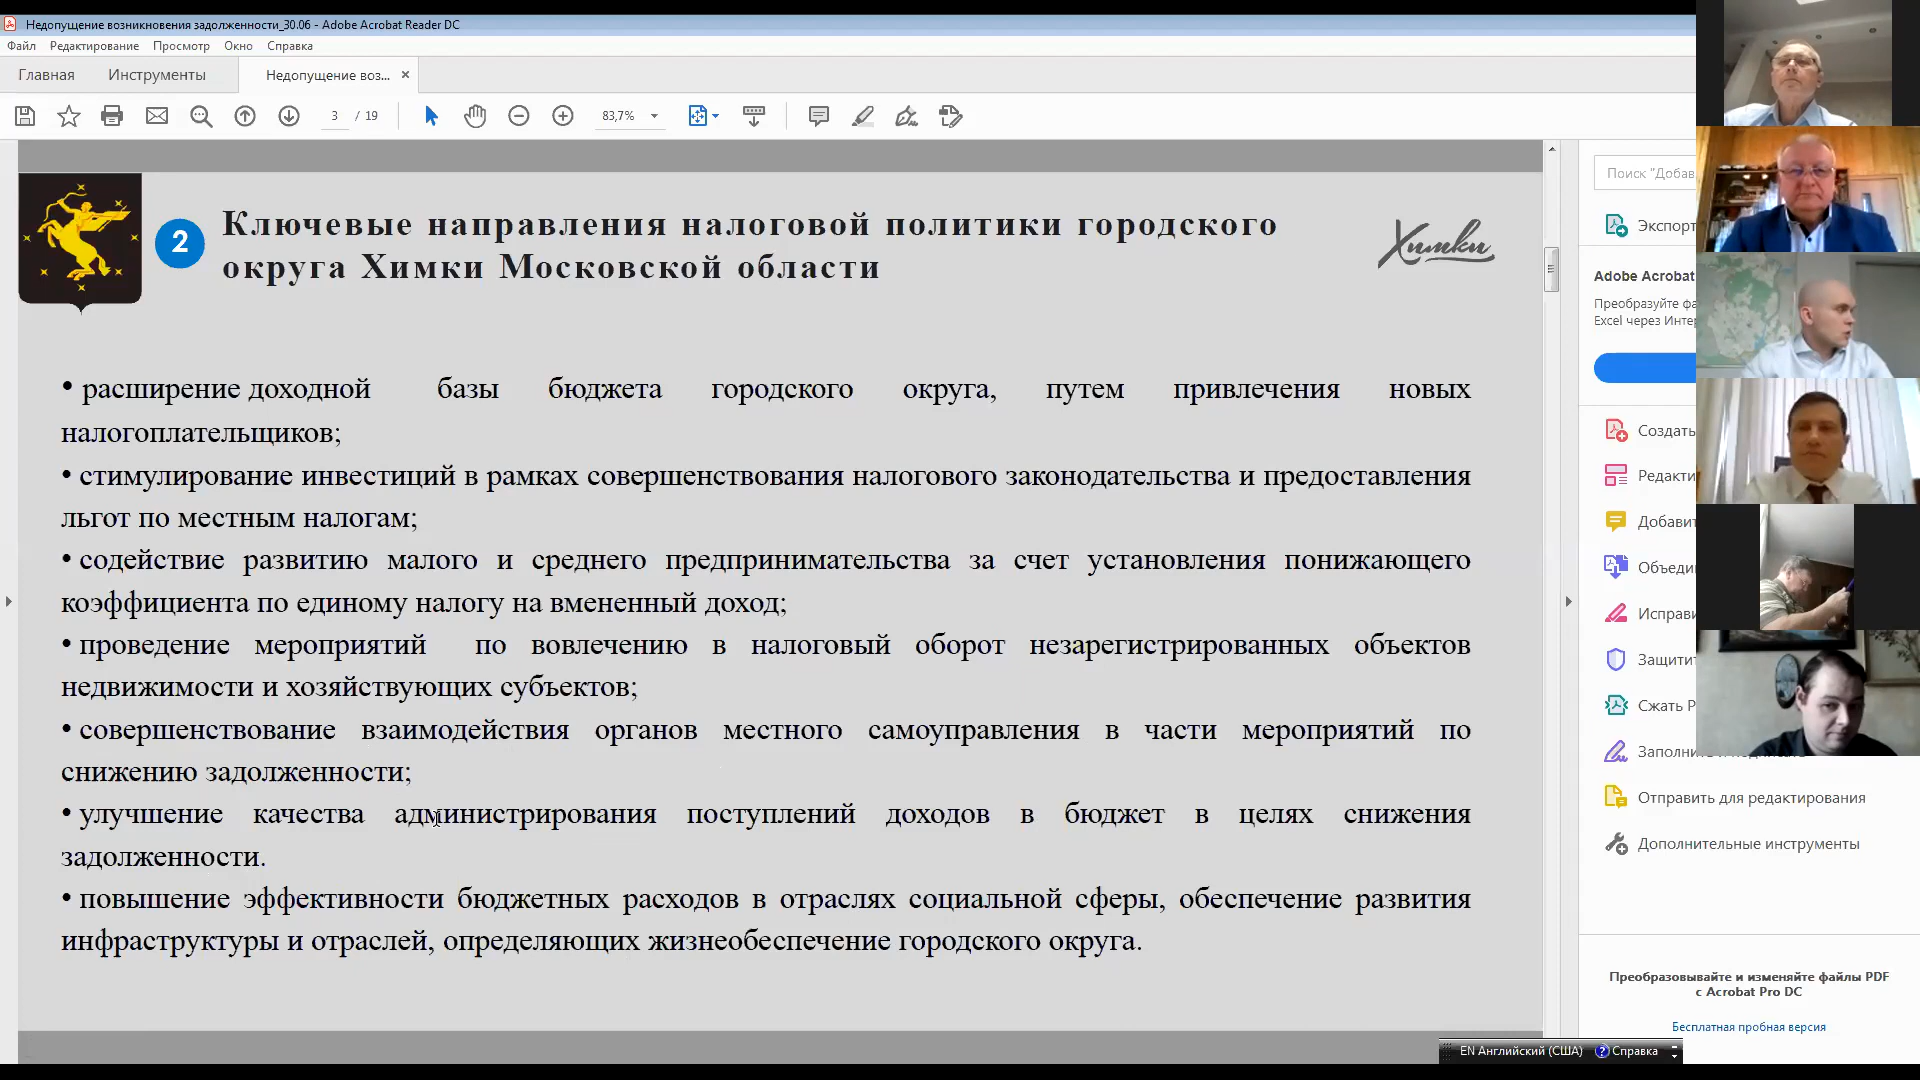 Недопущение возникновения задолженности_30.06 - Adobe Acrobat Reader DC
Файл Редактирование Просмотр Окно Справка
Главная Инструменты Недопущение воз... ×
3 / 19 83,7%
2
Ключевые направления налоговой политики городского
округа Химки Московской области
Химки
• расширение доходной базы бюджета городского округа, путем привлечения новых
налогоплательщиков;
• стимулирование инвестиций в рамках совершенствования налогового законодательства и предоставления
льгот по местным налогам;
• содействие развитию малого и среднего предпринимательства за счет установления понижающего
коэффициента по единому налогу на вмененный доход;
• проведение мероприятий по вовлечению в налоговый оборот незарегистрированных объектов
недвижимости и хозяйствующих субъектов;
• совершенствование взаимодействия органов местного самоуправления в части мероприятий по
снижению задолженности;
• улучшение качества администрирования поступлений доходов в бюджет в целях снижения
задолженности.
• повышение эффективности бюджетных расходов в отраслях социальной сферы, обеспечение развития
инфраструктуры и отраслей, определяющих жизнеобеспечение городского округа.
Поиск "Добав
Экспорт
Adobe Acrobat
Преобразуйте фа
Excel через Инте
Создать
Редакти
Добавит
Объеди
Исправи
Защитит
Сжать P
Заполни
Отправить для редактирования
Дополнительные инструменты
Преобразовывайте и изменяйте файлы PDF
с Acrobat Pro DC
Бесплатная пробная версия
EN Английский (США) Справка